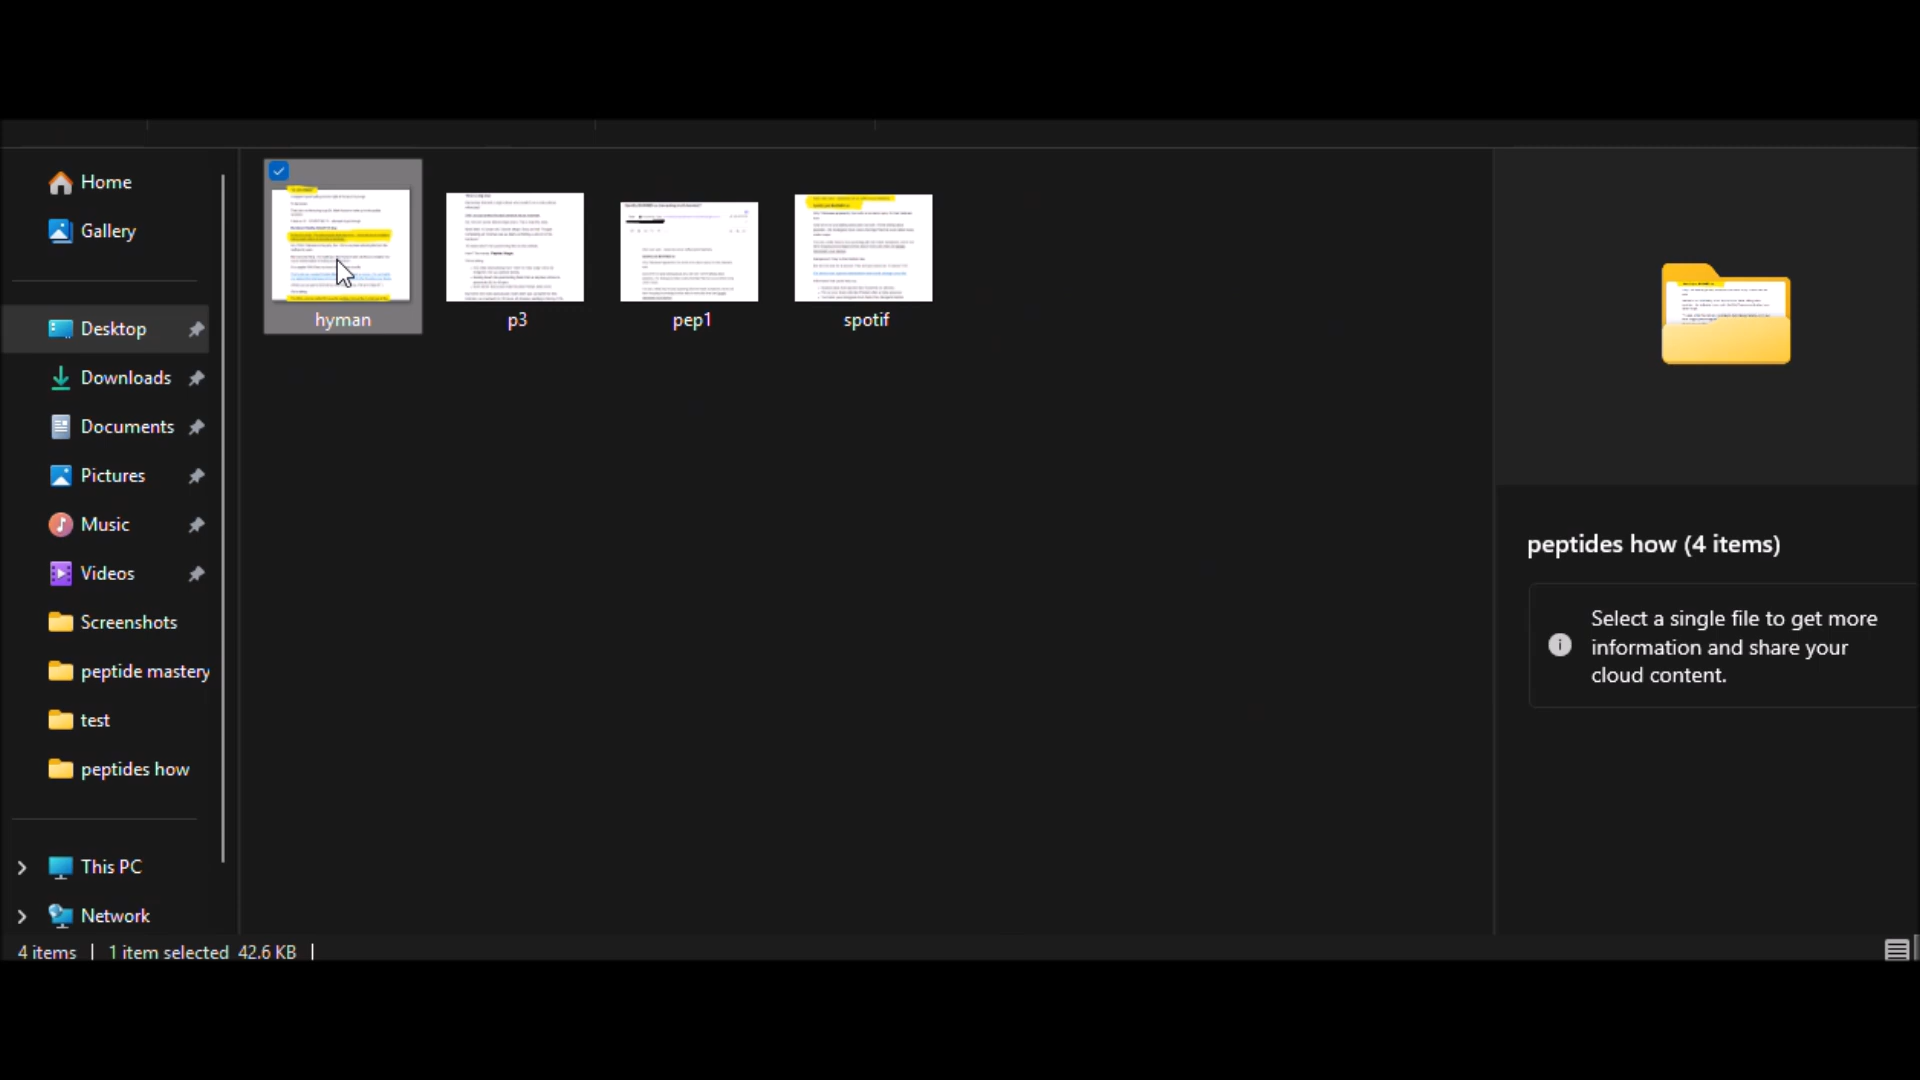 Home
Gallery
Desktop
Downloads
Documents
Pictures
Music
Videos
Screenshots
peptide mastery
test
peptides how
This PC
Network
hyman
p3
pep1
spotif
peptides how (4 items)
Select a single file to get more
information and share your
cloud content.
4 items
1 item selected 42.6 KB